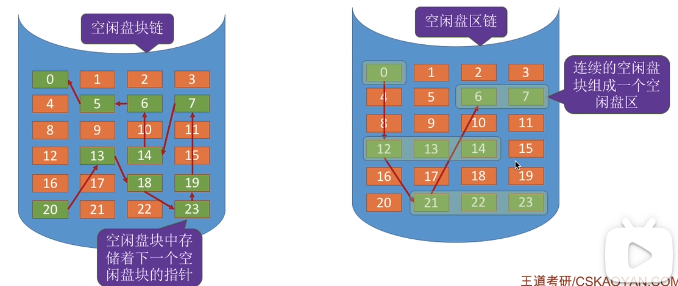 空闲盘块链
0 1 2 3
4 5 6 7
8 9 10 11
12 13 14 15
16 17 18 19
20 21 22 23
空闲盘块中存
储着下一个空
闲盘块的指针
空闲盘区链
0 1 2 3
4 5 6 7
8 9 10 11
12 13 14 15
16 17 18 19
20 21 22 23
连续的空闲盘
块组成一个空
闲盘区
王道考研/CSKAOYAN.COM